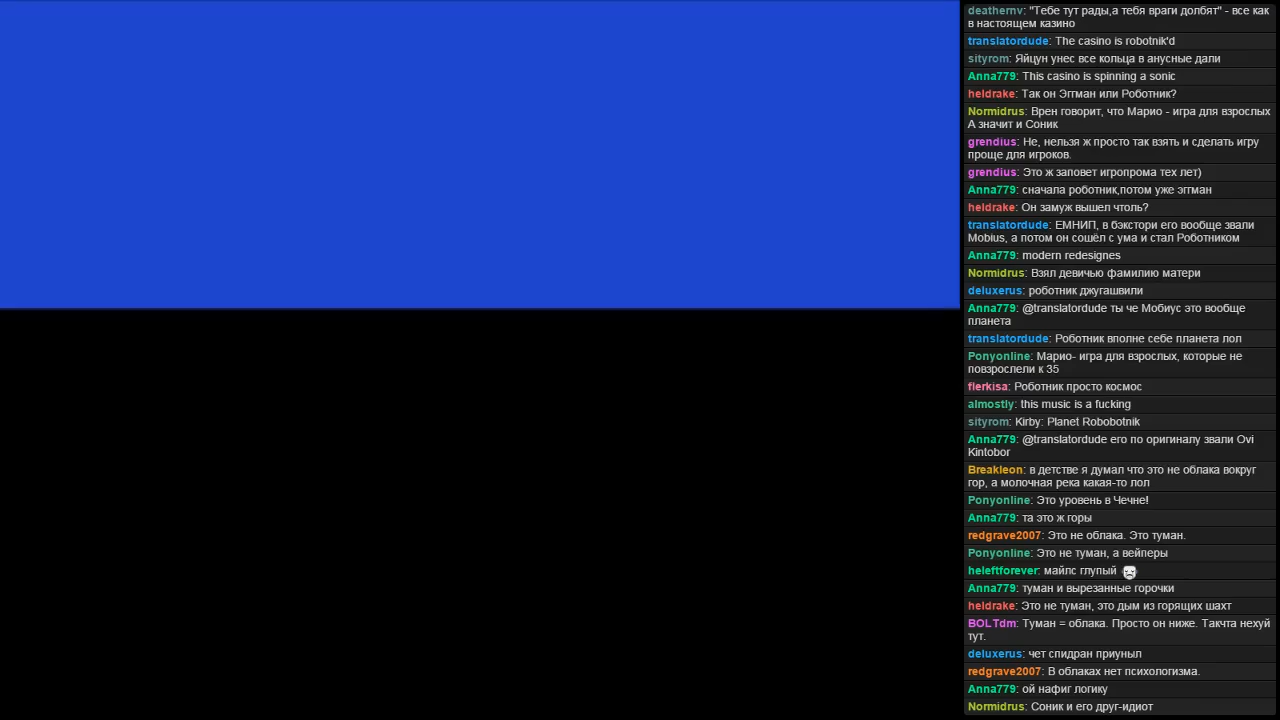 deathernv: "Тебе тут рады,а тебя враги долбят" - все как
в настоящем казино
translatordude: The casino is robotnik'd
sityrom: Яйцун унес все кольца в анусные дали
Anna779: This casino is spinning a sonic
heldrake: Так он Эггман или Роботник?
Normidrus: Врен говорит, что Марио - игра для взрослых
А значит и Соник
grendius: Не, нельзя ж просто так взять и сделать игру
проще для игроков.
grendius: Это ж заповет игропрома тех лет)
Anna779: сначала роботник,потом уже эггман
heldrake: Он замуж вышел чтоль?
translatordude: ЕМНИП, в бэкстори его вообще звали
Mobius, а потом он сошёл с ума и стал Роботником
Anna779: modern redesignes
Normidrus: Взял девичью фамилию матери
deluxerus: роботник джугашвили
Anna779: @translatordude ты че Мобиус это вообще
планета
translatordude: Роботник вполне себе планета лол
Ponyonline: Марио- игра для взрослых, которые не
повзрослели к 35
flerkisa: Роботник просто космос
almostly: this music is a fucking
sityrom: Kirby: Planet Robobotnik
Anna779: @translatordude его по оригиналу звали Ovi
Kintobor
Breakleon: в детстве я думал что это не облака вокруг
гор, а молочная река какая-то лол
Ponyonline: Это уровень в Чечне!
Anna779: та это ж горы
redgrave2007: Это не облака. Это туман.
Ponyonline: Это не туман, а вейперы
heleftforever: майлс глупый
Anna779: туман и вырезанные горочки
heldrake: Это не туман, это дым из горящих шахт
BOLTdm: Туман = облака. Просто он ниже. Такчта нехуй
тут.
deluxerus: чет спидран приуныл
redgrave2007: В облаках нет психологизма.
Anna779: ой нафиг логику
Normidrus: Соник и его друг-идиот